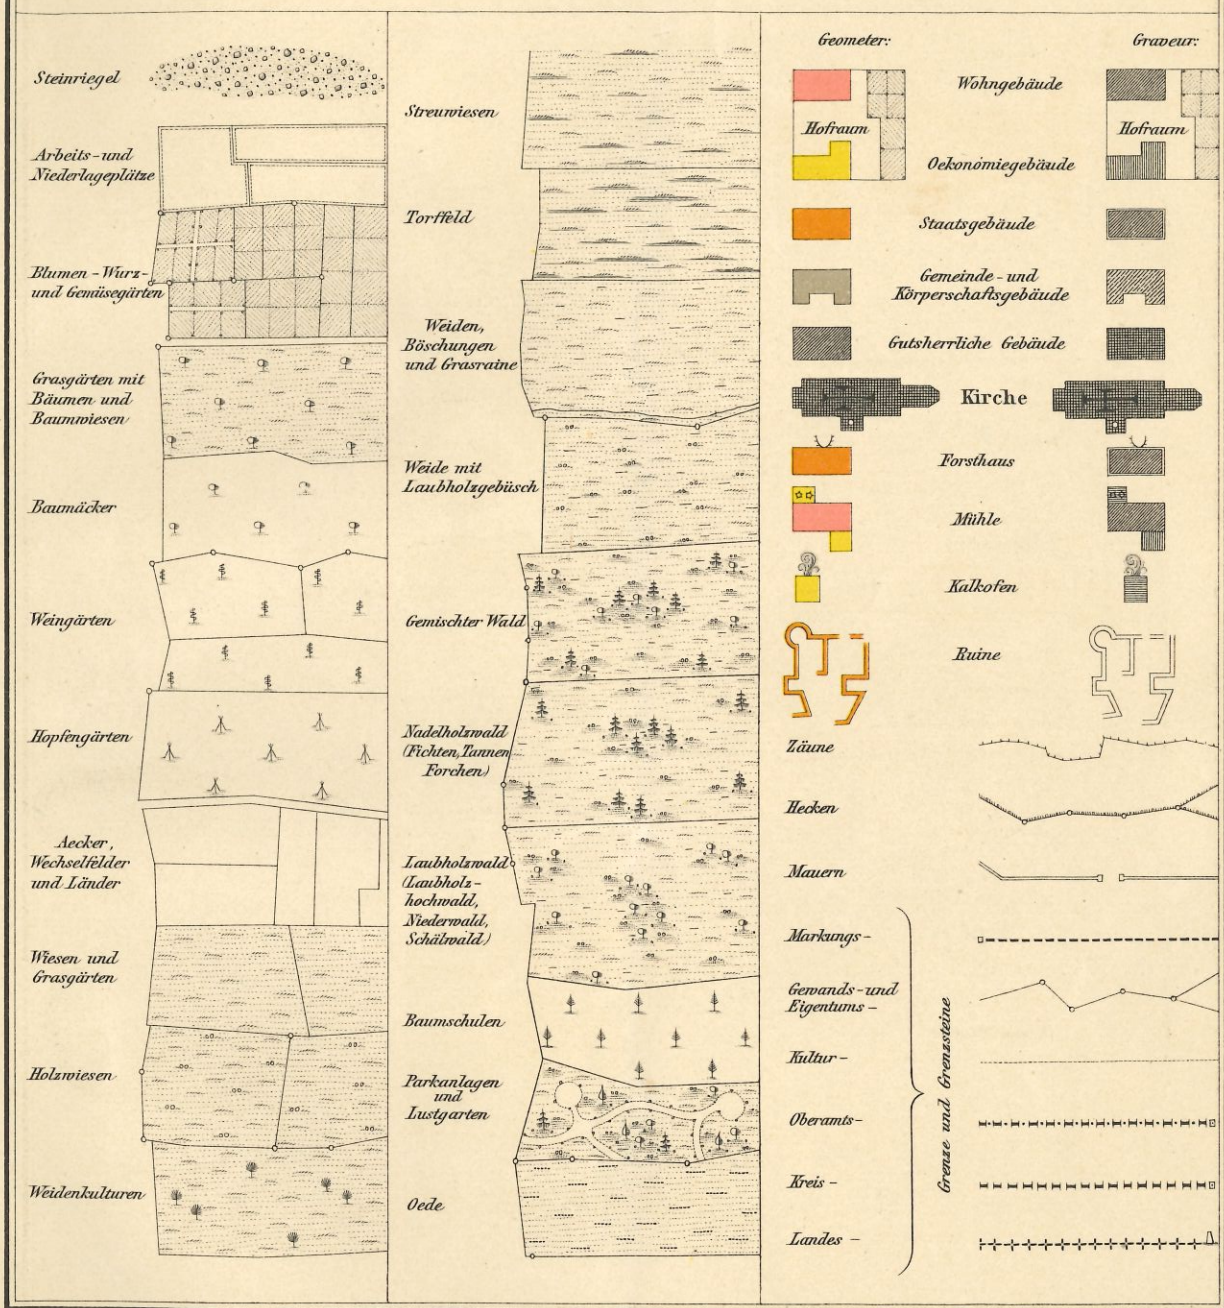 Steinriegel
Arbeits- und
Niederlageplätze
Blumen- Wurz-
und Gemüsegärten
Grasgärten mit
Bäumen und
Baumwiesen
Baumäcker
Weingärten
Hopfengärten
Aecker,
Wechselfelder
und Länder
Wiesen und
Grasgärten
Holzwiesen
Weidenkulturen
Streuwiesen
Torffeld
Weiden,
Böschungen
und Grasraine
Weide mit
Laubholzgebüsch
Gemischter Wald
Nadelholzwald
(Fichten, Tannen
Forchen)
Laubholzwald
(Laubholz-
hochwald,
Niederwald,
Schälwald)
Baumschulen
Parkanlagen
und
Lustgarten
Oede
Geometer: Graveur:
Wohngebäude
Hofraum Hofraum
Oekonomiegebäude
Staatsgebäude
Gemeinde- und
Körperschaftsgebäude
Gutsherrliche Gebäude
Kirche
Forsthaus
Mühle
Kalkofen
Ruine
Zäune
Hecken
Mauern
Markungs-
Gewands- und
Eigentums-
Kultur-
Oberamts-
Kreis-
Landes-
Grenze und Grenzsteine